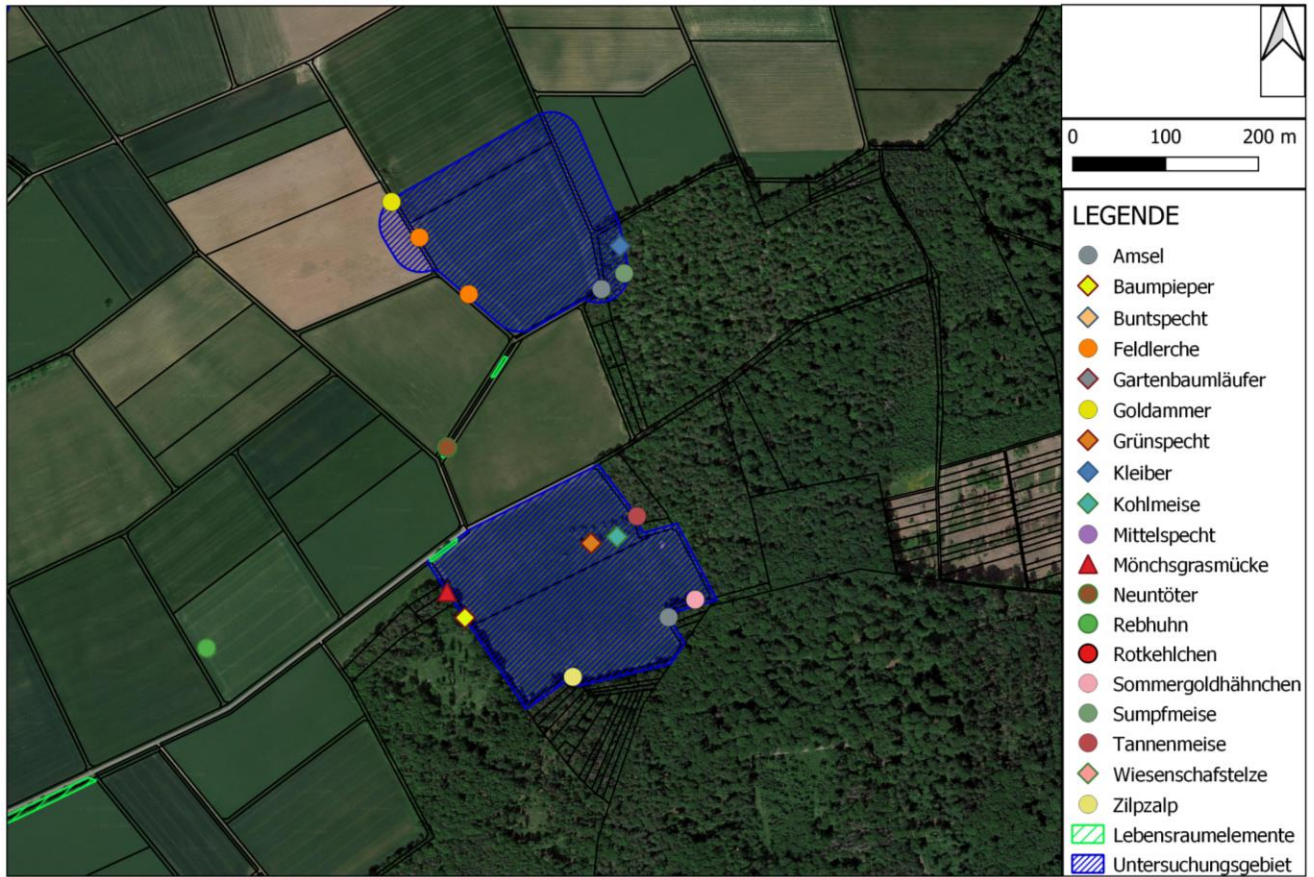 0 100 200 m
LEGENDE
Amsel
Baumpieper
Buntspecht
Feldlerche
Gartenbaumläufer
Goldammer
Grünspecht
Kleiber
Kohlmeise
Mittelspecht
Mönchsgrasmücke
Neuntöter
Rebhuhn
Rotkehlchen
Sommergoldhähnchen
Sumpfmeise
Tannenmeise
Wiesenschafstelze
Zilpzalp
Lebensraumelemente
Untersuchungsgebiet